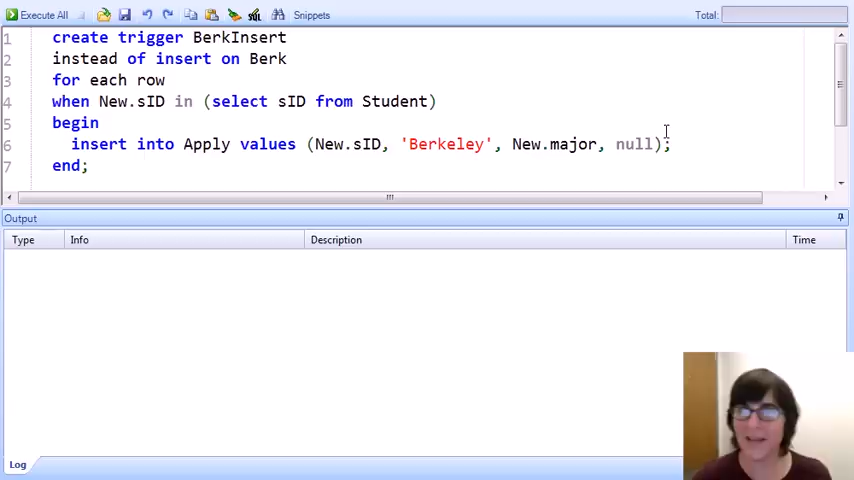 Execute All
Snippets
Total:
1 create trigger BerkInsert
2 instead of insert on Berk
3 for each row
4 when New.sID in (select sID from Student)
5 begin
6 insert into Apply values (New.sID, 'Berkeley', New.major, null);
7 end;
Output
Type Info Description Time
Log